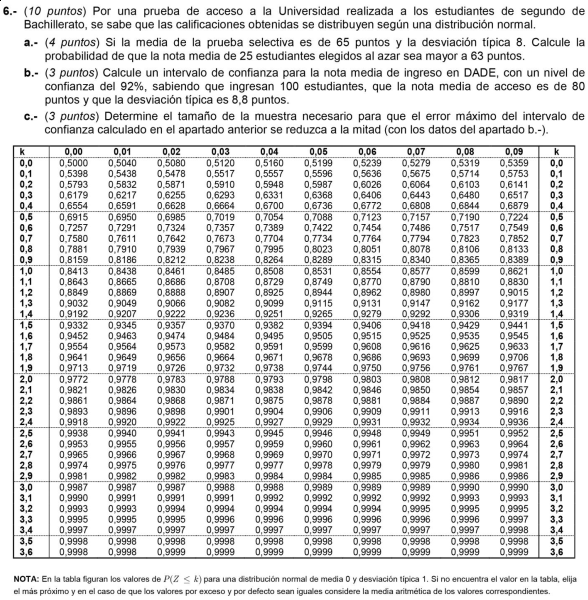 6.- (10 puntos) Por una prueba de acceso a la Universidad realizada a los estudiantes de segundo de
Bachillerato, se sabe que las calificaciones obtenidas se distribuyen según una distribución normal.
a.- (4 puntos) Si la media de la prueba selectiva es de 65 puntos y la desviación típica 8. Calcule la
probabilidad de que la nota media de 25 estudiantes elegidos al azar sea mayor a 63 puntos.
b.- (3 puntos) Calcule un intervalo de confianza para la nota media de ingreso en DADE, con un nivel de
confianza del 92%, sabiendo que ingresan 100 estudiantes, que la nota media de acceso es de 80
puntos y que la desviación típica es 8,8 puntos.
c.- (3 puntos) Determine el tamaño de la muestra necesario para que el error máximo del intervalo de
confianza calculado en el apartado anterior se reduzca a la mitad (con los datos del apartado b.-).
k 0,00 0,01 0,02 0,03 0,04 0,05 0,06 0,07 0,08 0,09 k
0,0 0,5000 0,5040 0,5080 0,5120 0,5160 0,5199 0,5239 0,5279 0,5319 0,5359 0,0
0,1 0,5398 0,5438 0,5478 0,5517 0,5557 0,5596 0,5636 0,5675 0,5714 0,5753 0,1
0,2 0,5793 0,5832 0,5871 0,5910 0,5948 0,5987 0,6026 0,6064 0,6103 0,6141 0,2
0,3 0,6179 0,6217 0,6255 0,6293 0,6331 0,6368 0,6406 0,6443 0,6480 0,6517 0,3
0,4 0,6554 0,6591 0,6628 0,6664 0,6700 0,6736 0,6772 0,6808 0,6844 0,6879 0,4
0,5 0,6915 0,6950 0,6985 0,7019 0,7054 0,7088 0,7123 0,7157 0,7190 0,7224 0,5
0,6 0,7257 0,7291 0,7324 0,7357 0,7389 0,7422 0,7454 0,7486 0,7517 0,7549 0,6
0,7 0,7580 0,7611 0,7642 0,7673 0,7704 0,7734 0,7764 0,7794 0,7823 0,7852 0,7
0,8 0,7881 0,7910 0,7939 0,7967 0,7995 0,8023 0,8051 0,8078 0,8106 0,8133 0,8
0,9 0,8159 0,8186 0,8212 0,8238 0,8264 0,8289 0,8315 0,8340 0,8365 0,8389 0,9
1,0 0,8413 0,8438 0,8461 0,8485 0,8508 0,8531 0,8554 0,8577 0,8599 0,8621 1,0
1,1 0,8643 0,8665 0,8686 0,8708 0,8729 0,8749 0,8770 0,8790 0,8810 0,8830 1,1
1,2 0,8849 0,8869 0,8888 0,8907 0,8925 0,8944 0,8962 0,8980 0,8997 0,9015 1,2
1,3 0,9032 0,9049 0,9066 0,9082 0,9099 0,9115 0,9131 0,9147 0,9162 0,9177 1,3
1,4 0,9192 0,9207 0,9222 0,9236 0,9251 0,9265 0,9279 0,9292 0,9306 0,9319 1,4
1,5 0,9332 0,9345 0,9357 0,9370 0,9382 0,9394 0,9406 0,9418 0,9429 0,9441 1,5
1,6 0,9452 0,9463 0,9474 0,9484 0,9495 0,9505 0,9515 0,9525 0,9535 0,9545 1,6
1,7 0,9554 0,9564 0,9573 0,9582 0,9591 0,9599 0,9608 0,9616 0,9625 0,9633 1,7
1,8 0,9641 0,9649 0,9656 0,9664 0,9671 0,9678 0,9686 0,9693 0,9699 0,9706 1,8
1,9 0,9713 0,9719 0,9726 0,9732 0,9738 0,9744 0,9750 0,9756 0,9761 0,9767 1,9
2,0 0,9772 0,9778 0,9783 0,9788 0,9793 0,9798 0,9803 0,9808 0,9812 0,9817 2,0
2,1 0,9821 0,9826 0,9830 0,9834 0,9838 0,9842 0,9846 0,9850 0,9854 0,9857 2,1
2,2 0,9861 0,9864 0,9868 0,9871 0,9875 0,9878 0,9881 0,9884 0,9887 0,9890 2,2
2,3 0,9893 0,9896 0,9898 0,9901 0,9904 0,9906 0,9909 0,9911 0,9913 0,9916 2,3
2,4 0,9918 0,9920 0,9922 0,9925 0,9927 0,9929 0,9931 0,9932 0,9934 0,9936 2,4
2,5 0,9938 0,9940 0,9941 0,9943 0,9945 0,9946 0,9948 0,9949 0,9951 0,9952 2,5
2,6 0,9953 0,9955 0,9956 0,9957 0,9959 0,9960 0,9961 0,9962 0,9963 0,9964 2,6
2,7 0,9965 0,9966 0,9967 0,9968 0,9969 0,9970 0,9971 0,9972 0,9973 0,9974 2,7
2,8 0,9974 0,9975 0,9976 0,9977 0,9977 0,9978 0,9979 0,9979 0,9980 0,9981 2,8
2,9 0,9981 0,9982 0,9982 0,9983 0,9984 0,9984 0,9985 0,9985 0,9986 0,9986 2,9
3,0 0,9987 0,9987 0,9987 0,9988 0,9988 0,9989 0,9989 0,9989 0,9990 0,9990 3,0
3,1 0,9990 0,9991 0,9991 0,9991 0,9992 0,9992 0,9992 0,9992 0,9993 0,9993 3,1
3,2 0,9993 0,9993 0,9994 0,9994 0,9994 0,9994 0,9994 0,9995 0,9995 0,9995 3,2
3,3 0,9995 0,9995 0,9995 0,9996 0,9996 0,9996 0,9996 0,9996 0,9996 0,9997 3,3
3,4 0,9997 0,9997 0,9997 0,9997 0,9997 0,9997 0,9997 0,9997 0,9997 0,9998 3,4
3,5 0,9998 0,9998 0,9998 0,9998 0,9998 0,9998 0,9998 0,9998 0,9998 0,9998 3,5
3,6 0,9998 0,9998 0,9999 0,9999 0,9999 0,9999 0,9999 0,9999 0,9999 0,9999 3,6
NOTA: En la tabla figuran los valores de P(Z ≤ k) para una distribución normal de media 0 y desviación típica 1. Si no encuentra el valor en la tabla, elija
el más próximo y en el caso de que los valores por exceso y por defecto sean iguales considere la media aritmética de los valores correspondientes.